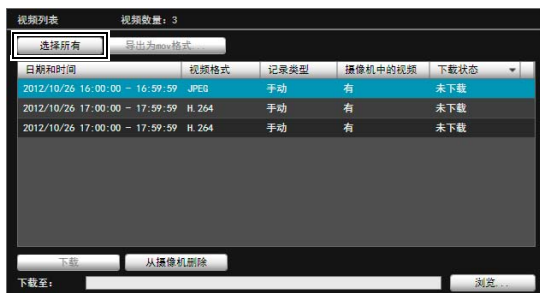 视频列表 视频数量：3
选择所有 导出为mov格式...
日期和时间 视频格式 记录类型 摄像机中的视频 下载状态
2012/10/26 16:00:00 - 16:59:59 JPEG 手动 有 未下载
2012/10/26 17:00:00 - 17:59:59 H.264 手动 有 未下载
2012/10/26 17:00:00 - 17:59:59 H.264 手动 有 未下载
下载 从摄像机删除
下载至： 浏览...